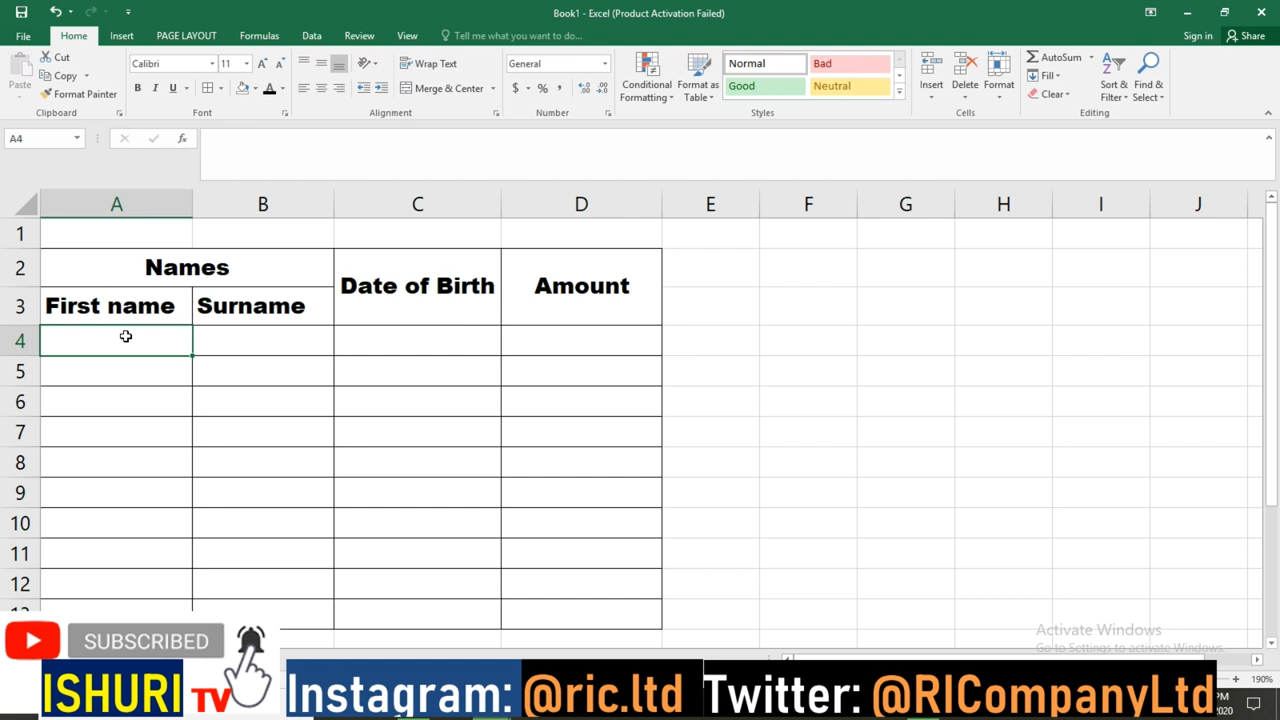 Book1 - Excel (Product Activation Failed)
File Home Insert PAGE LAYOUT Formulas Data Review View Tell me what you want to do... Sign in Share
Paste
Cut
Copy
Format Painter
Clipboard
Calibri 11
B I U
Font
Wrap Text
Merge & Center
Alignment
General
$ % ,
Number
Conditional Formatting
Format as Table
Normal Bad
Good Neutral
Styles
Insert Delete Format
Cells
AutoSum
Fill
Clear
Sort & Filter
Find & Select
Editing
A4 fx
A B C D E F G H I J
1
2 Names Date of Birth Amount
3 First name Surname
4
5
6
7
8
9
10
11
12
13
SUBSCRIBED
Activate Windows
Go to Settings to activate Windows.
190%
ISHURI TV Instagram: @ric.ltd Twitter: @RICompanyLtd
PM
2020